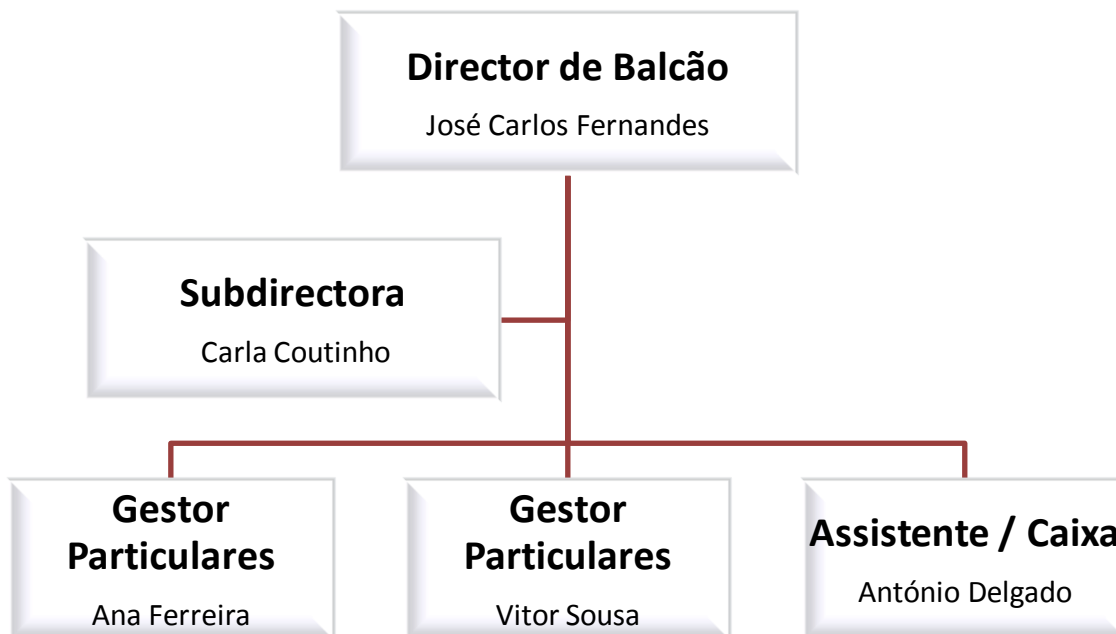 Director de Balcão
José Carlos Fernandes
Subdirectora
Carla Coutinho
Gestor
Particulares
Ana Ferreira
Gestor
Particulares
Vitor Sousa
Assistente / Caixa
António Delgado